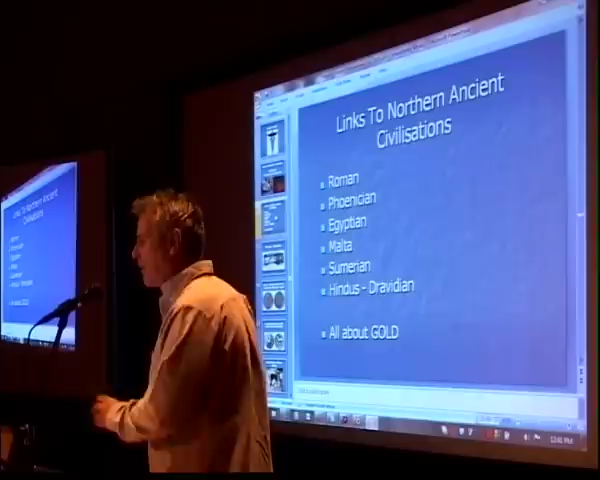 Links To Northern Ancient
Civilisations
Roman
Phoenician
Egyptian
Malta
Sumerian
Hindus - Dravidian
All about GOLD